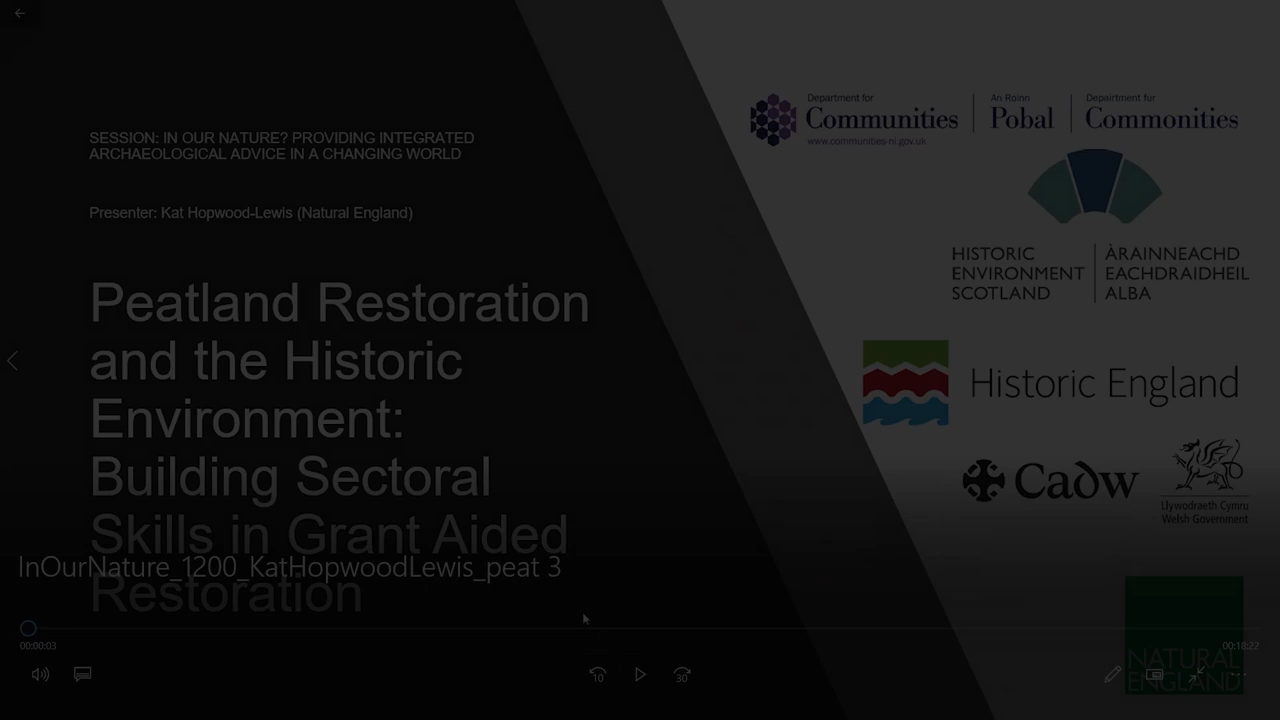 SESSION: IN OUR NATURE? PROVIDING INTEGRATED
ARCHAEOLOGICAL ADVICE IN A CHANGING WORLD
Presenter: Kat Hopwood-Lewis (Natural England)
Peatland Restoration
and the Historic
Environment:
Building Sectoral
Skills in Grant Aided
Restoration
InOurNature_1200_KatHopwoodLewis_peat 3
Department for
Communities
www.communities-ni.gov.uk
An Roinn
Pobal
Depairtment fur
Commonities
HISTORIC
ENVIRONMENT
SCOTLAND
ÀRAINNEACHD
EACHDRAIDHEIL
ALBA
Historic England
Cadw
Llywodraeth Cymru
Welsh Government
NATURAL
ENGLAND
00:00:03
00:18:22
10
30